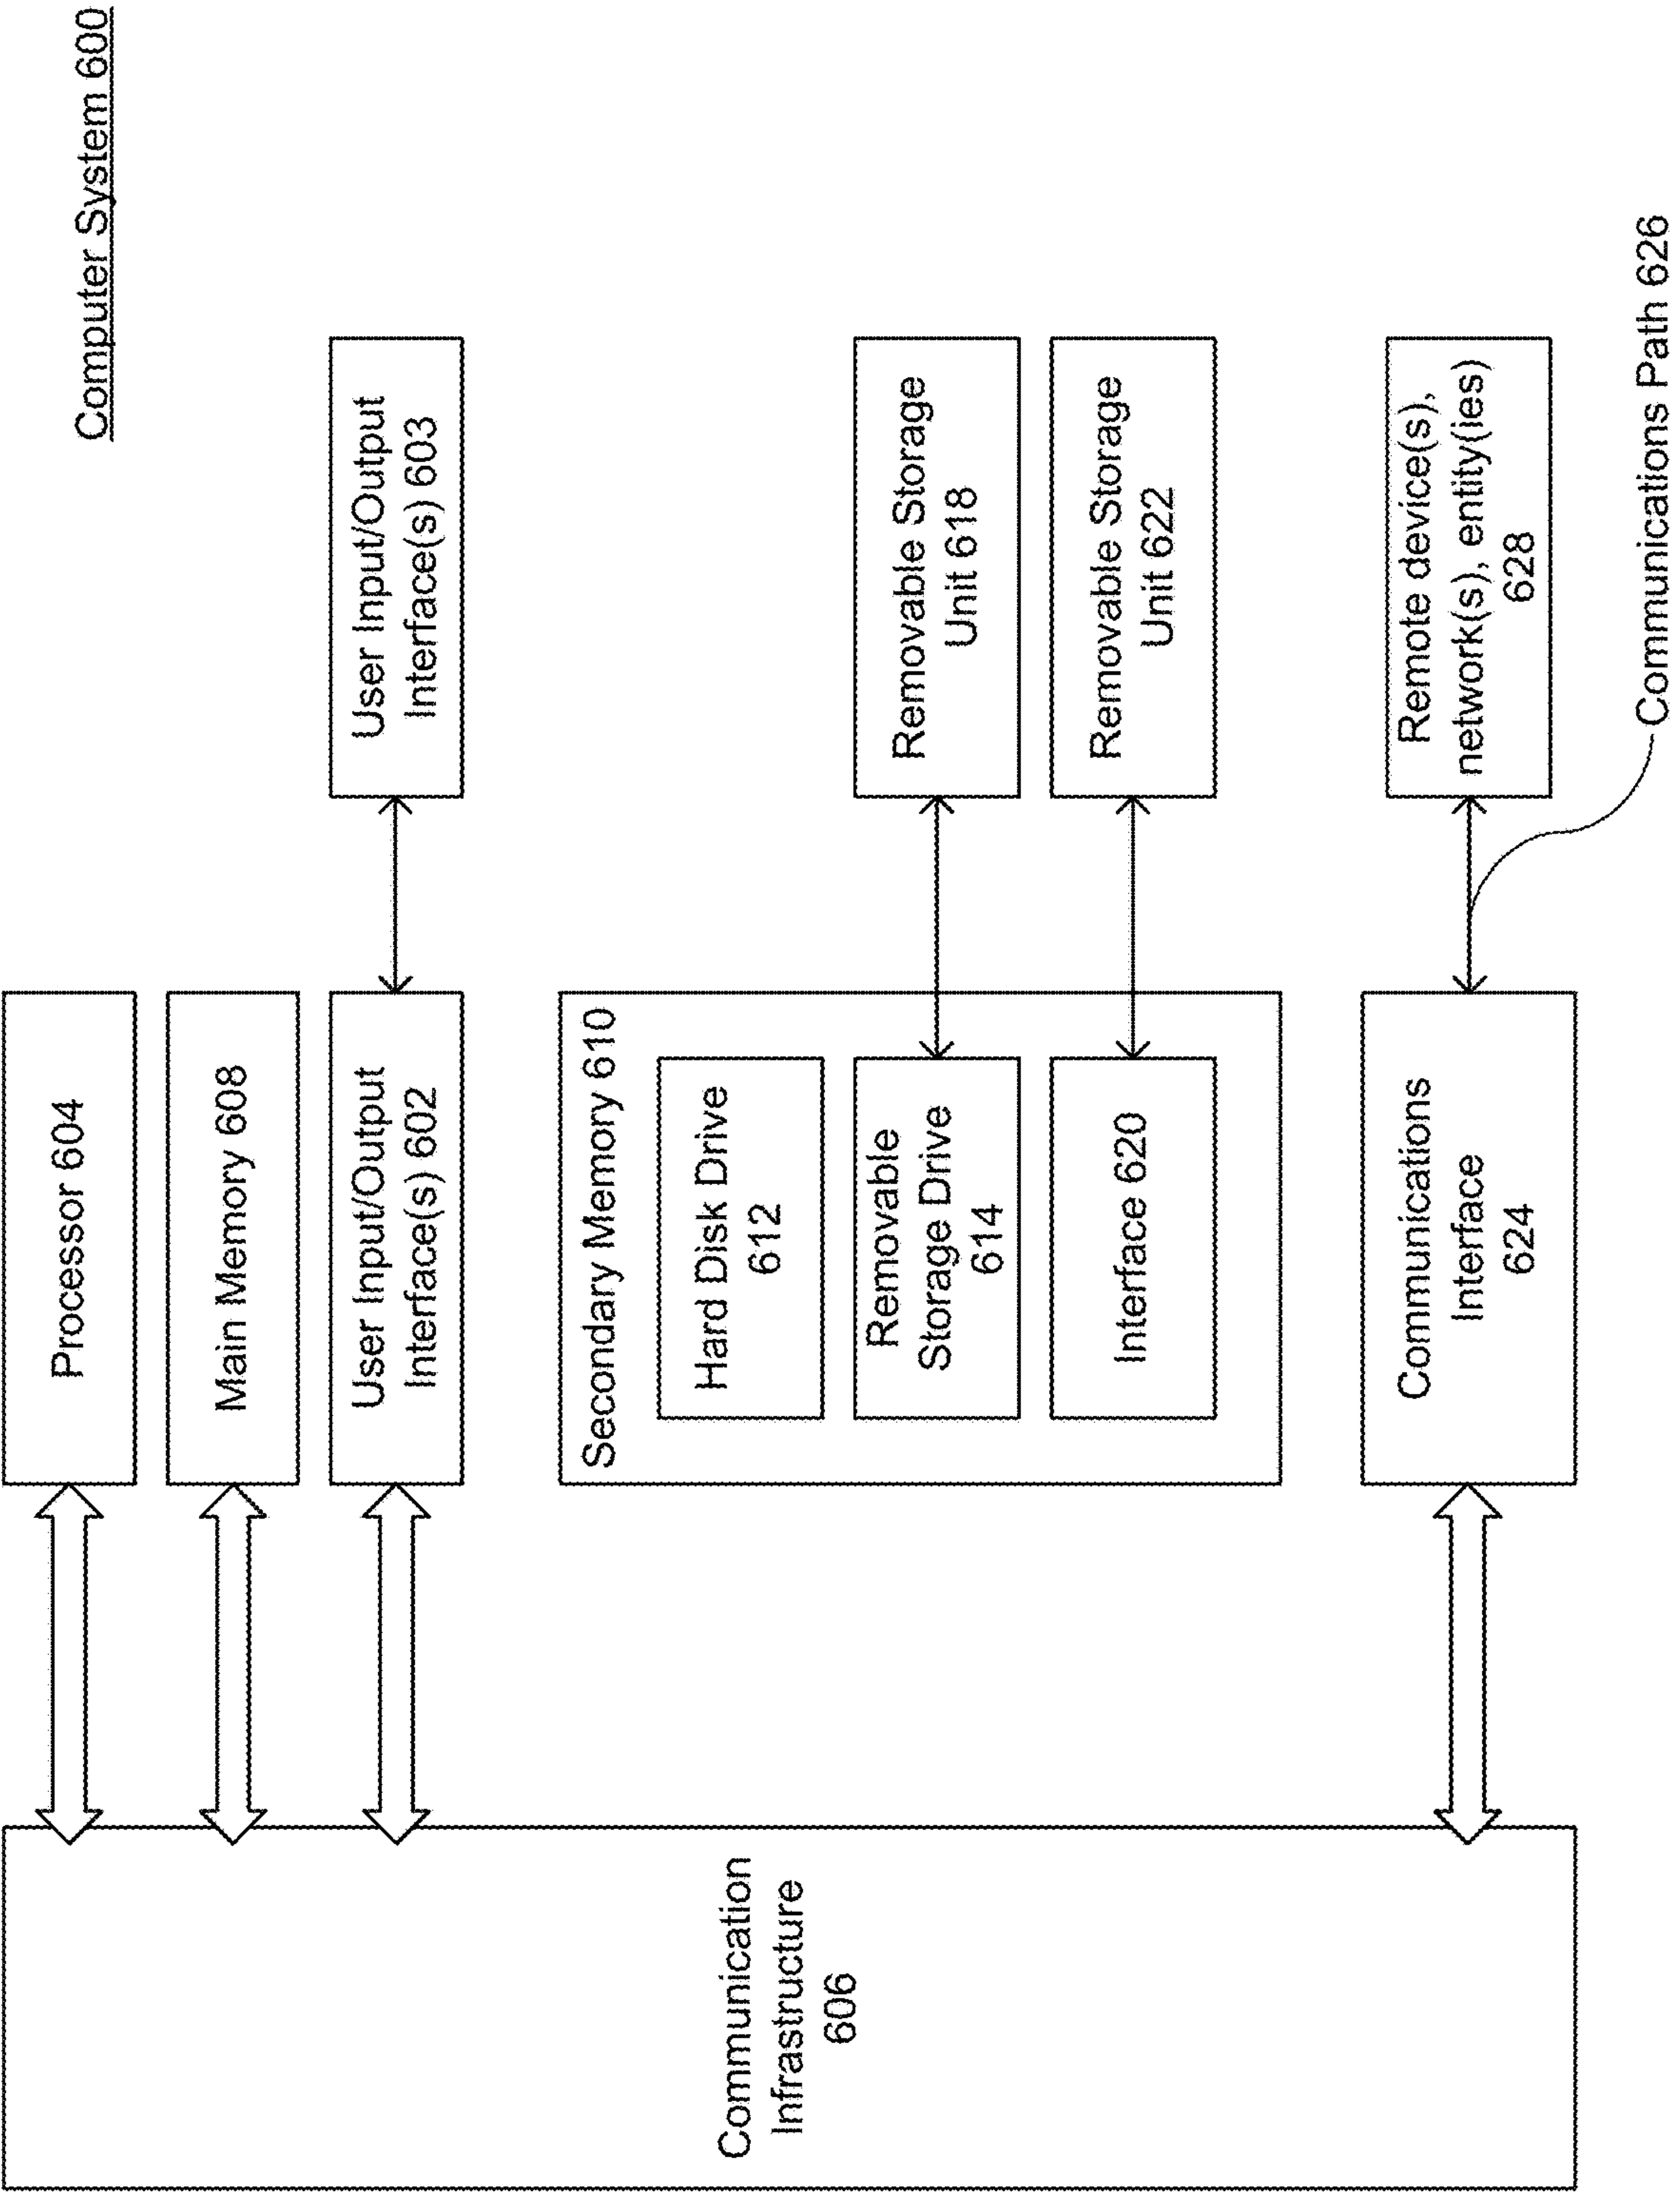 Computer System 600
Processor 604
Main Memory 608
User Input/Output
Interface(s) 602
User Input/Output
Interface(s) 603
Communication
Infrastructure
606
Secondary Memory 610
Hard Disk Drive
612
Removable
Storage Drive
614
Removable Storage
Unit 618
Interface 620
Removable Storage
Unit 622
Communications
Interface
624
Remote device(s),
network(s), entity(ies)
628
Communications Path 626